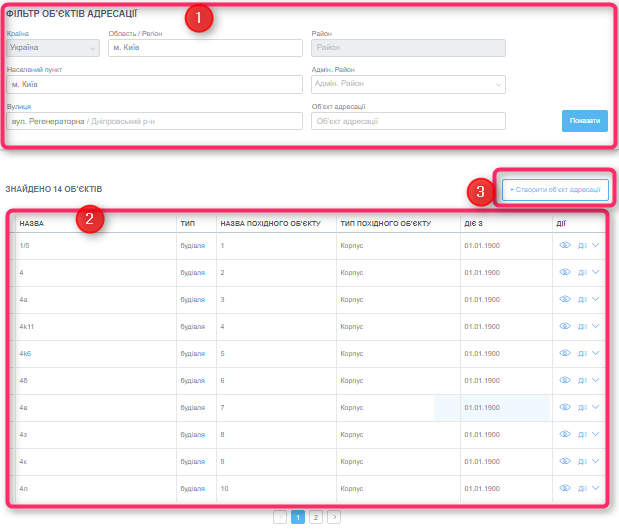 ФІЛЬТР ОБ'ЄКТІВ АДРЕСАЦІЇ
1
Країна Область / Регіон Район
Україна м. Київ Район
Населений пункт Адмін. Район
м. Київ Адмін. Район
Вулиця Об'єкт адресації
вул. Регенераторна / Дніпровський р-н Об'єкт адресації Показати
ЗНАЙДЕНО 14 ОБ'ЄКТІВ 3 + Створити об'єкт адресації
2
НАЗВА ТИП НАЗВА ПОХІДНОГО ОБ'ЄКТУ ТИП ПОХІДНОГО ОБ'ЄКТУ ДІЄ З ДІЇ
1/5 будівля 1 Корпус 01.01.1900 Дії
4 будівля 2 Корпус 01.01.1900 Дії
4а будівля 3 Корпус 01.01.1900 Дії
4к11 будівля 4 Корпус 01.01.1900 Дії
4к6 будівля 5 Корпус 01.01.1900 Дії
4б будівля 6 Корпус 01.01.1900 Дії
4в будівля 7 Корпус 01.01.1900 Дії
4з будівля 8 Корпус 01.01.1900 Дії
4к будівля 9 Корпус 01.01.1900 Дії
4л будівля 10 Корпус 01.01.1900 Дії
1 2